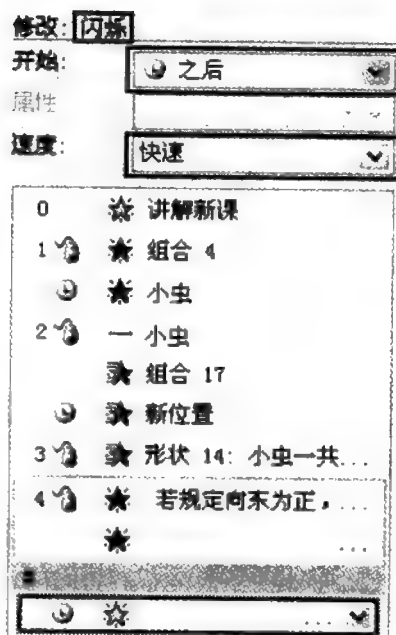 修改: 闪烁
开始: 之后
属性
速度: 快速
0 讲解新课
1 组合 4
小虫
2 小虫
组合 17
新位置
3 形状 14: 小虫一共...
4 若规定向东为正，...
...
...